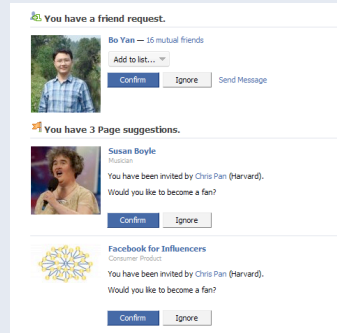 You have a friend request.
Bo Yan — 16 mutual friends
Add to list...
Confirm Ignore Send Message
You have 3 Page suggestions.
Susan Boyle
Musician
You have been invited by Chris Pan (Harvard).
Would you like to become a fan?
Confirm Ignore
Facebook for Influencers
Consumer Product
You have been invited by Chris Pan (Harvard).
Would you like to become a fan?
Confirm Ignore